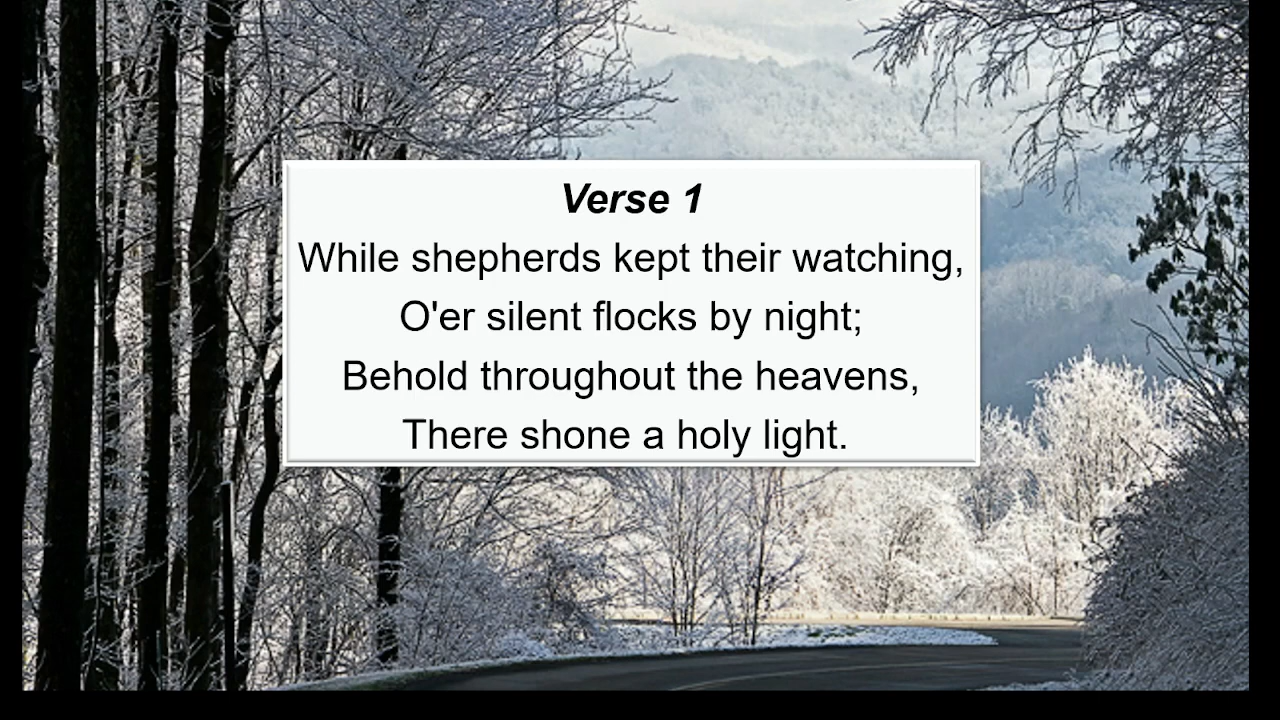 Verse 1
While shepherds kept their watching,
O'er silent flocks by night;
Behold throughout the heavens,
There shone a holy light.